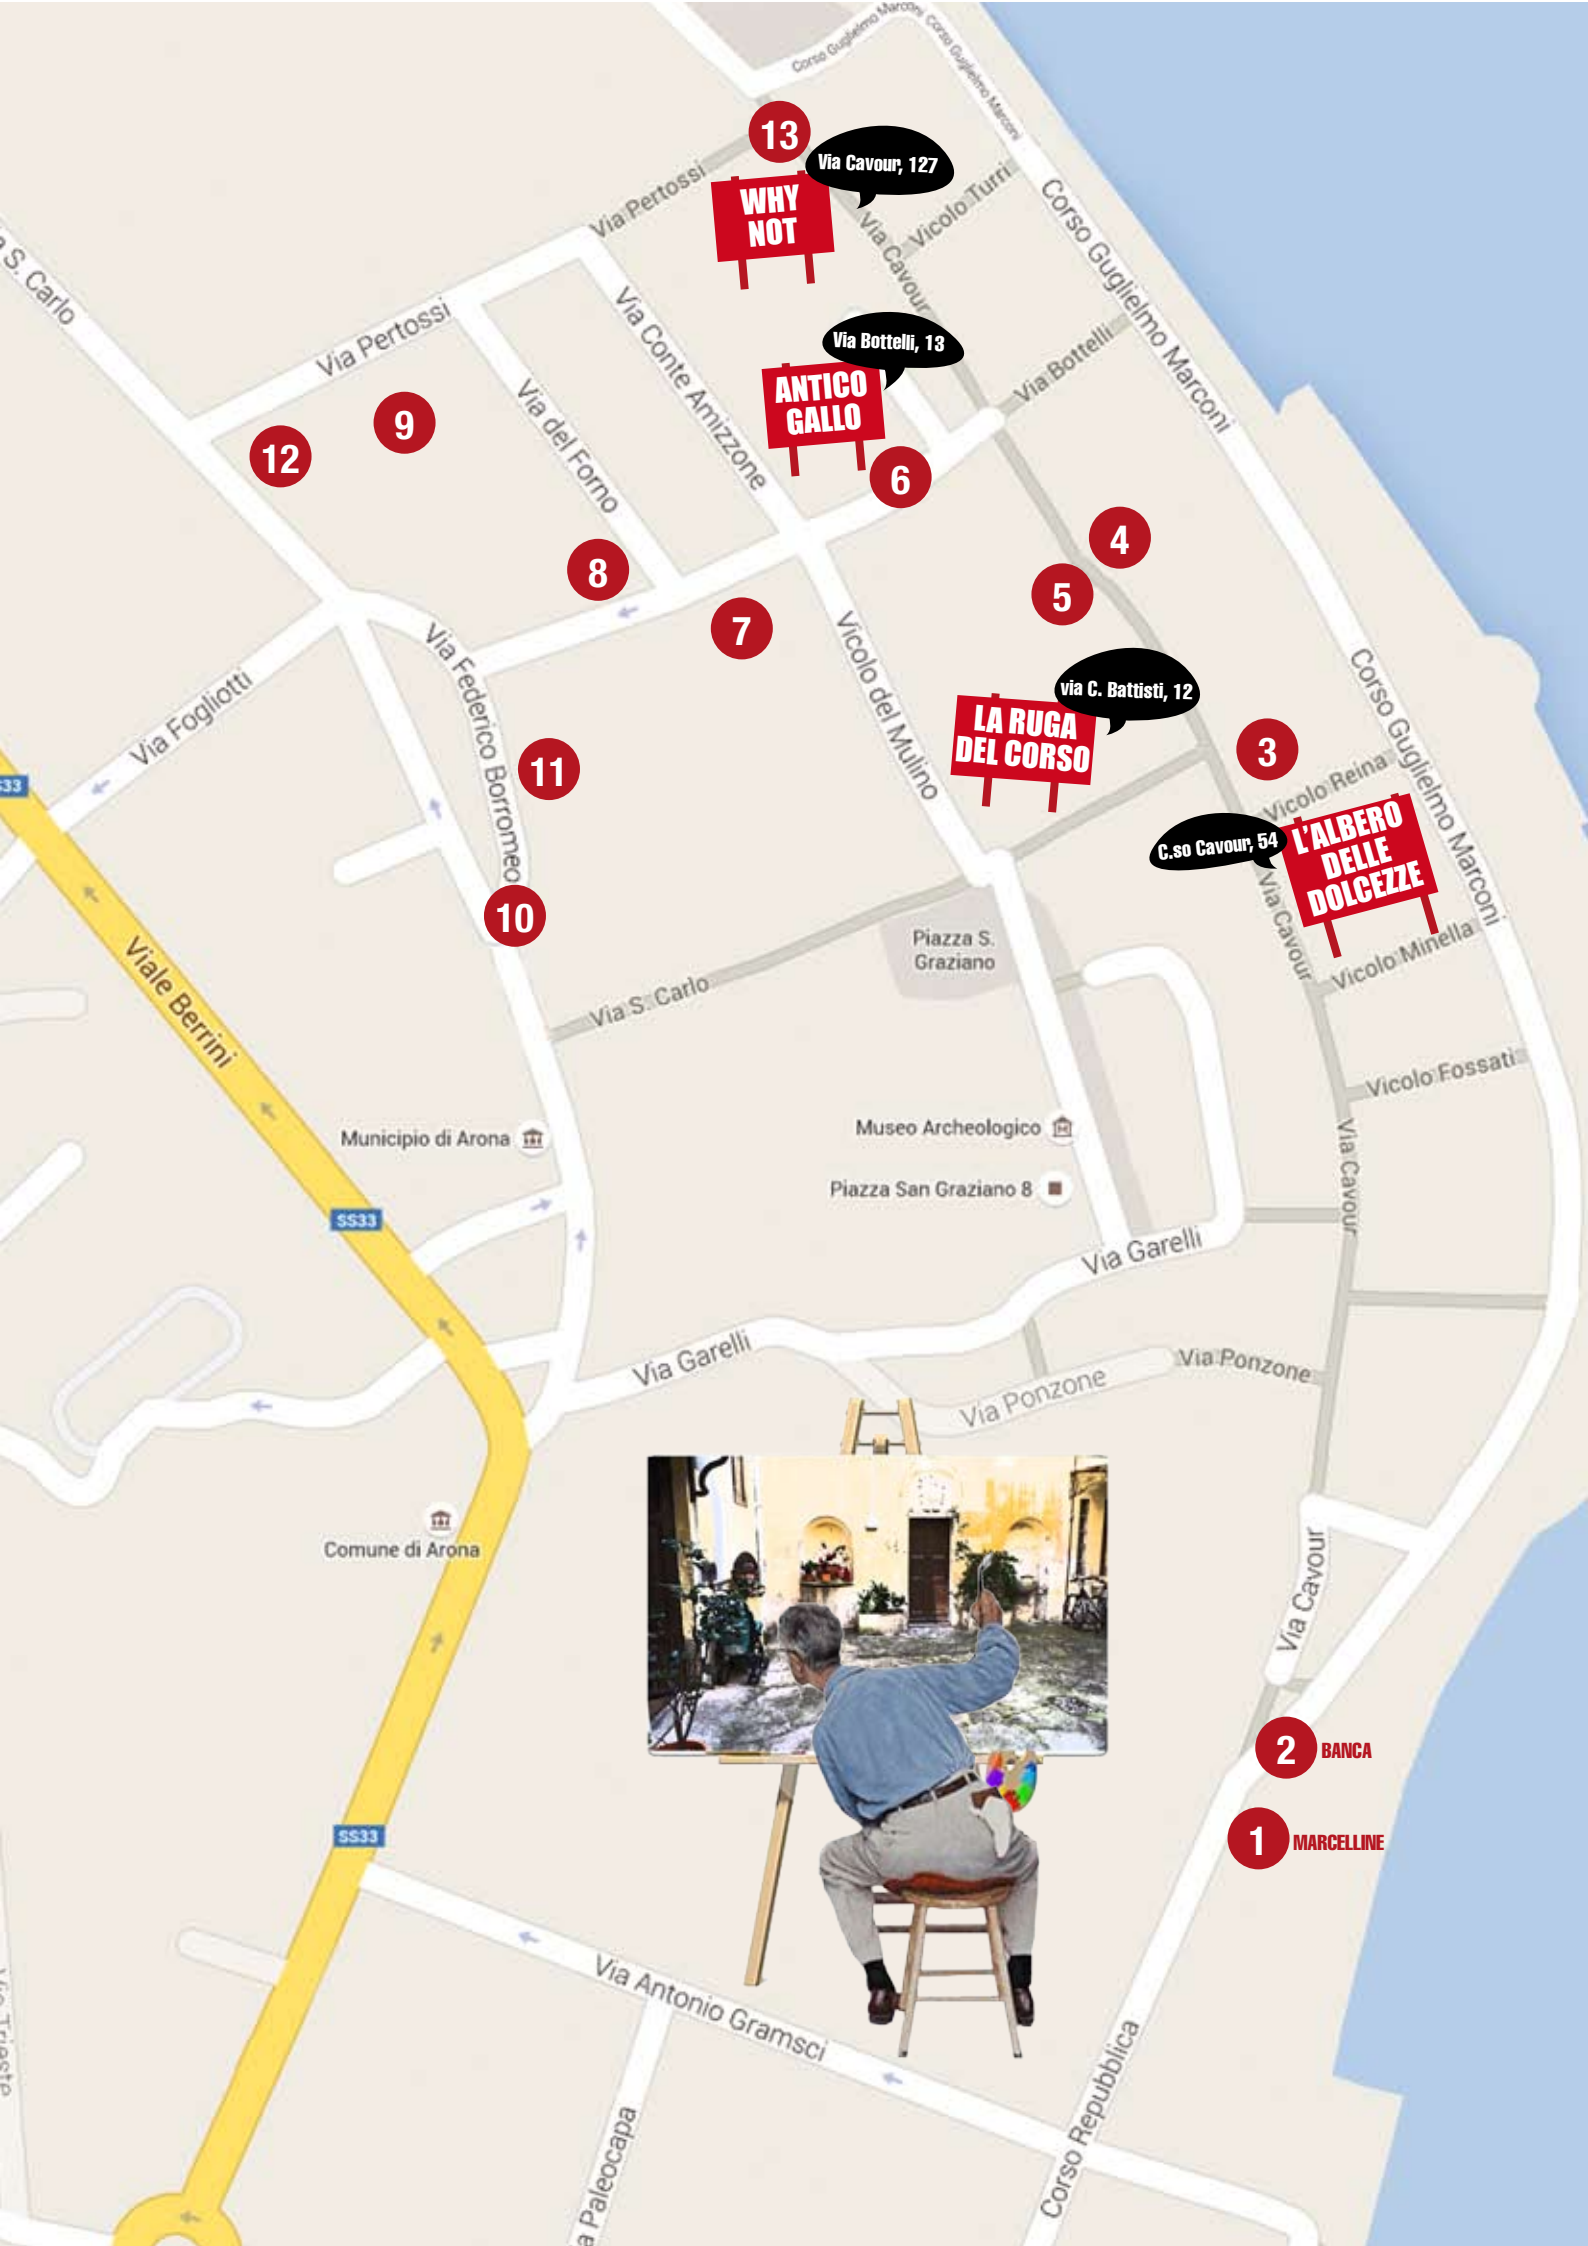 Corso Guglielmo Marconi
Corso Guglielmo Marconi
13
Via Cavour, 127
WHY
NOT
Via Pertossi
Vicolo Turri
Via Cavour
Corso Guglielmo Marconi
S. Carlo
Via Pertossi
Via Conte Amizzone
Via Bottelli, 13
Via Bottelli
ANTICO
GALLO
Via del Forno
9
12
6
4
5
8
7
Via Federico Borromeo
Vicolo del Mulino
Via Fogliotti
via C. Battisti, 12
LA RUGA
DEL CORSO
Corso Guglielmo Marconi
3
Vicolo Reina
11
33
C.so Cavour, 54
L'ALBERO
DELLE
DOLCEZZE
Via Cavour
10
Piazza S.
Graziano
Vicolo Minella
Viale Berrini
Via S. Carlo
Vicolo Fossati
Museo Archeologico
Municipio di Arona
Via Cavour
Piazza San Graziano 8
SS33
Via Garelli
Via Garelli
Via Ponzone
Via Ponzone
Comune di Arona
Via Cavour
2
BANCA
1
MARCELLINE
SS33
Via Antonio Gramsci
Via Trieste
Corso Repubblica
a Paleocapa